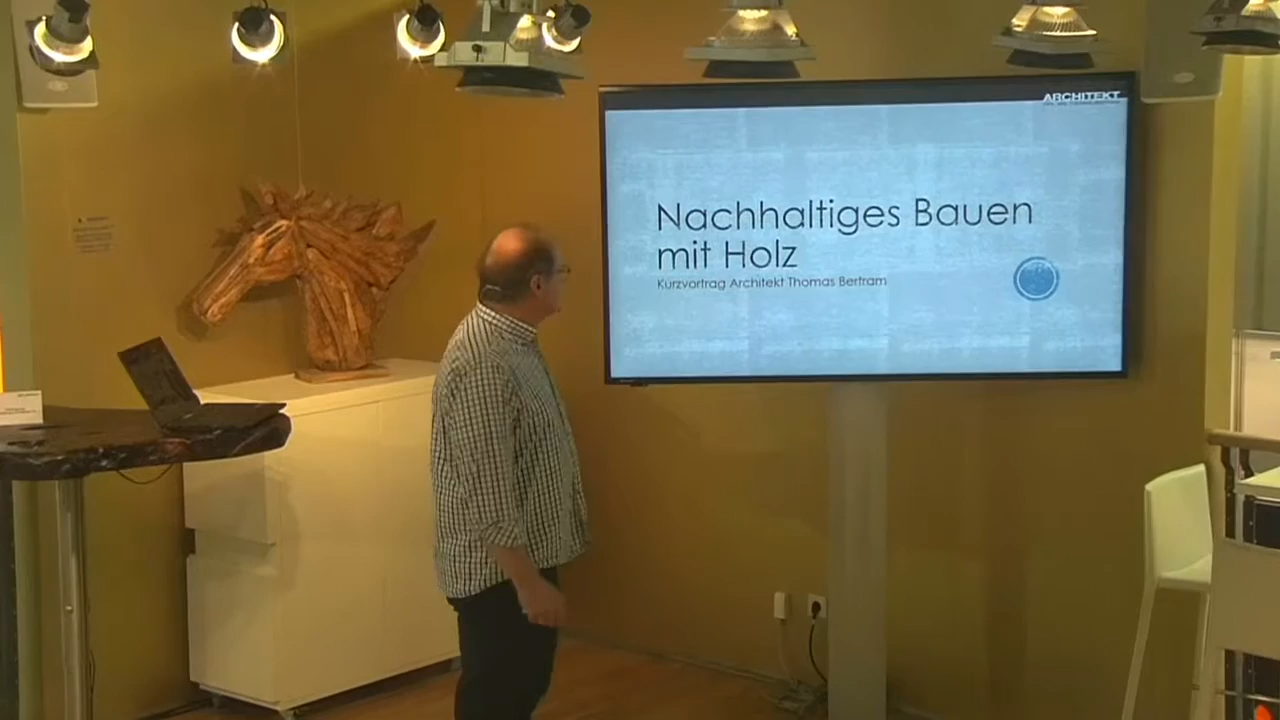 ARCHITEKT
Nachhaltiges Bauen
mit Holz
Kurzvortrag Architekt Thomas Bertram